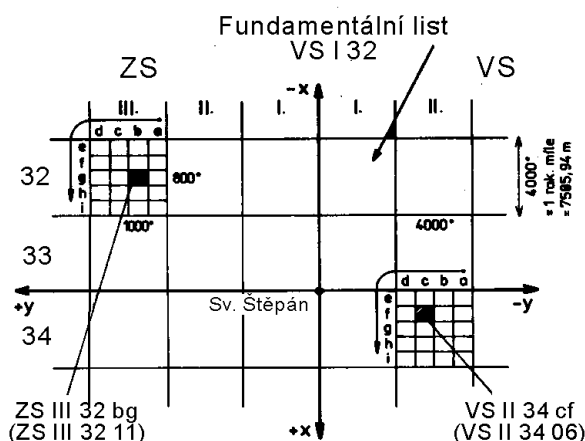 Fundamentální list
VS I 32
ZS
VS
–x
III. II. I. I. II.
d c b a
e
f
g
h
i
32
800°
1000°
4000°
4000°
= 1 rak. míle
= 7585,94 m
33
d c b a
+y
Sv. Štěpán
–y
e
f
g
h
i
34
+x
ZS III 32 bg
(ZS III 32 11)
VS II 34 cf
(VS II 34 06)